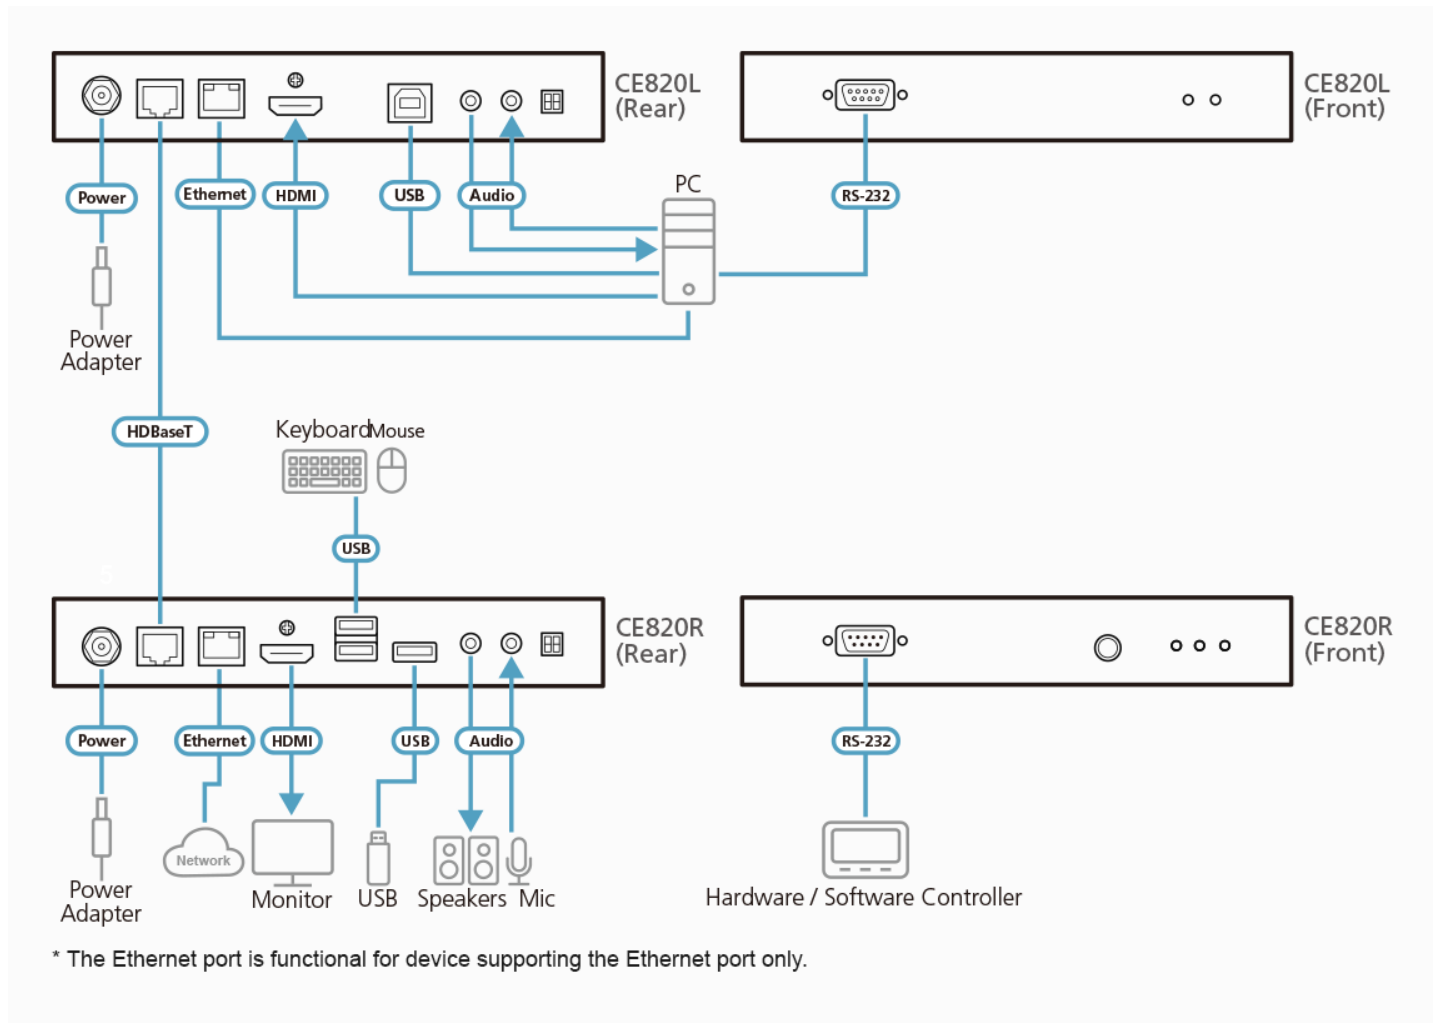 CE820L
(Rear)
CE820L
(Front)
Power
Ethernet
HDMI
USB
Audio
PC
RS-232
Power
Adapter
HDBaseT
Keyboard
Mouse
USB
5
CE820R
(Rear)
CE820R
(Front)
Power
Ethernet
HDMI
USB
Audio
RS-232
Network
Power
Adapter
Monitor
USB
Speakers
Mic
Hardware / Software Controller
* The Ethernet port is functional for device supporting the Ethernet port only.